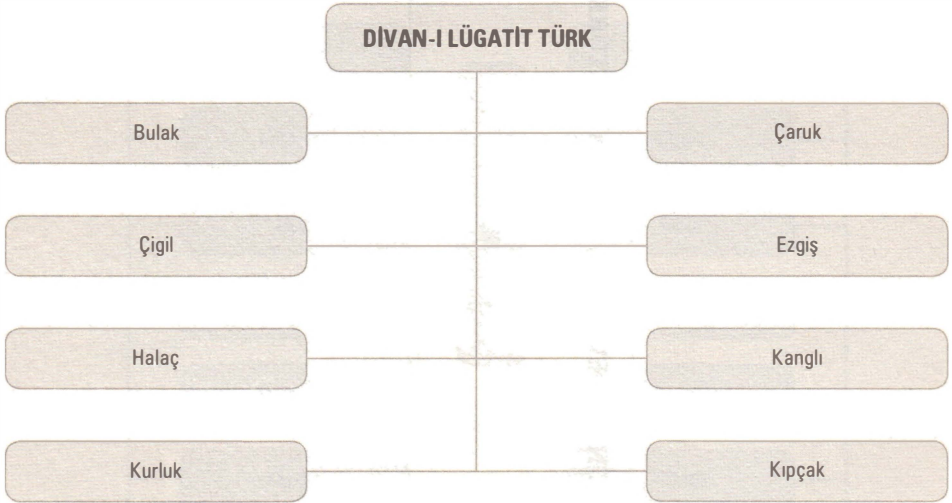 DİVAN-I LÜGATİT TÜRK
Bulak
Çaruk
Çigil
Ezgiş
Halaç
Kanglı
Kurluk
Kıpçak